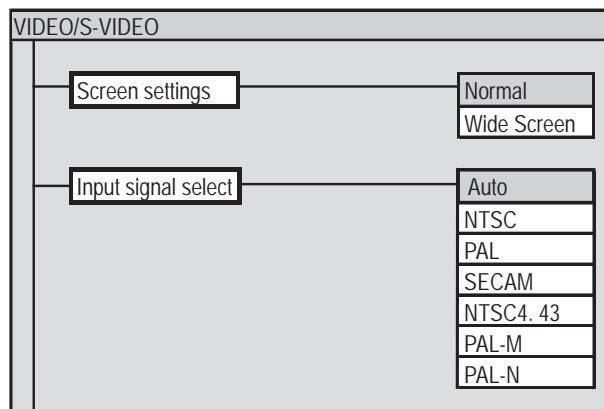 VIDEO/S-VIDEO
Screen settings
Normal
Wide Screen
Input signal select
Auto
NTSC
PAL
SECAM
NTSC4. 43
PAL-M
PAL-N